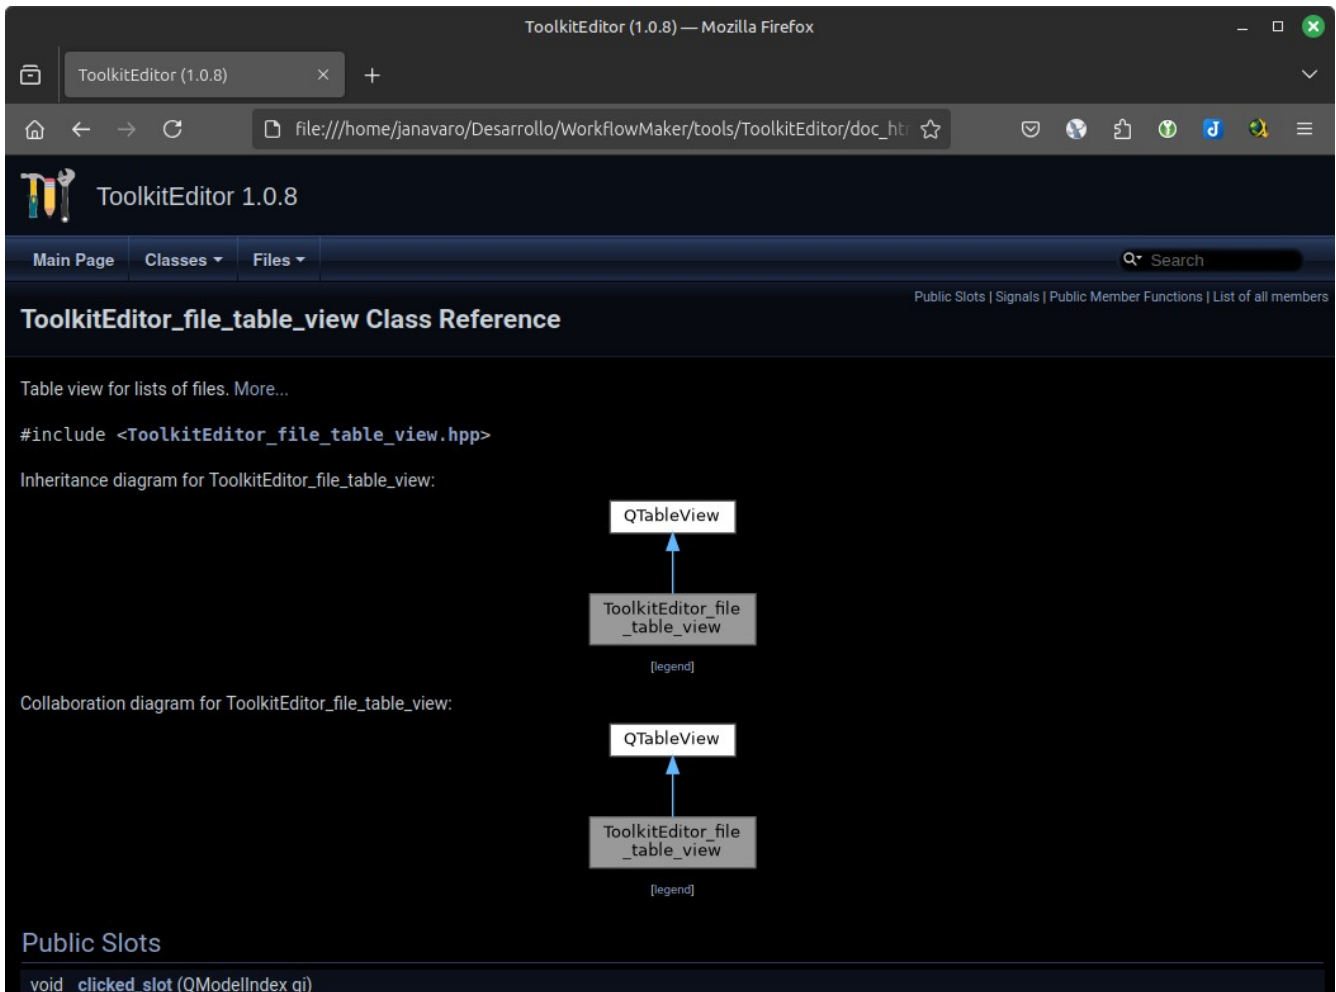 ToolkitEditor (1.0.8) — Mozilla Firefox
ToolkitEditor (1.0.8)
file:///home/janavaro/Desarrollo/WorkflowMaker/tools/ToolkitEditor/doc_ht
ToolkitEditor 1.0.8
Main Page Classes Files Search
Public Slots | Signals | Public Member Functions | List of all members
ToolkitEditor_file_table_view Class Reference
Table view for lists of files. More...
#include <ToolkitEditor_file_table_view.hpp>
Inheritance diagram for ToolkitEditor_file_table_view:
QTableView
ToolkitEditor_file
_table_view
[legend]
Collaboration diagram for ToolkitEditor_file_table_view:
QTableView
ToolkitEditor_file
_table_view
[legend]
Public Slots
void clicked_slot (QModelIndex qi)